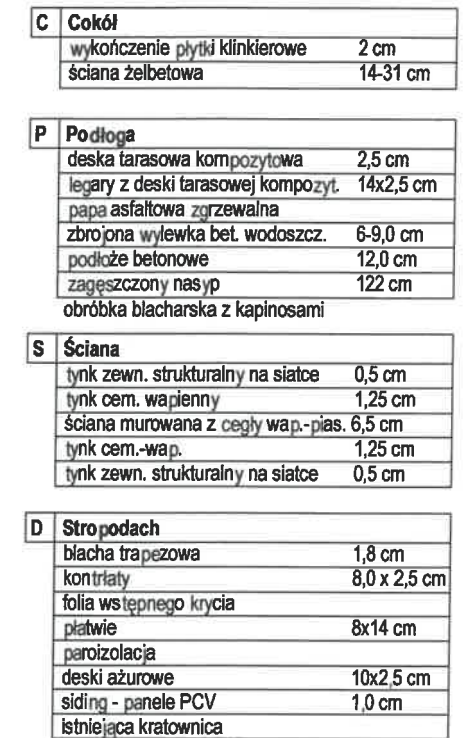 C Cokół
wykończenie płytki klinkierowe 2 cm
ściana żelbetowa 14-31 cm
P Podłoga
deska tarasowa kompozytowa 2,5 cm
legary z deski tarasowej kompozyt. 14x2,5 cm
papa asfaltowa zgrzewalna
zbrojona wylewka bet. wodoszcz. 6-9,0 cm
podłoże betonowe 12,0 cm
zagęszczony nasyp 122 cm
obróbka blacharska z kapinosami
S Ściana
tynk zewn. strukturalny na siatce 0,5 cm
tynk cem. wapienny 1,25 cm
ściana murowana z cegły wap.-pias. 6,5 cm
tynk cem.-wap. 1,25 cm
tynk zewn. strukturalny na siatce 0,5 cm
D Stropodach
blacha trapezowa 1,8 cm
kontrłaty 8,0 x 2,5 cm
folia wstępnego krycia
płatwie 8x14 cm
paroizolacja
deski ażurowe 10x2,5 cm
siding - panele PCV 1,0 cm
istniejąca kratownica